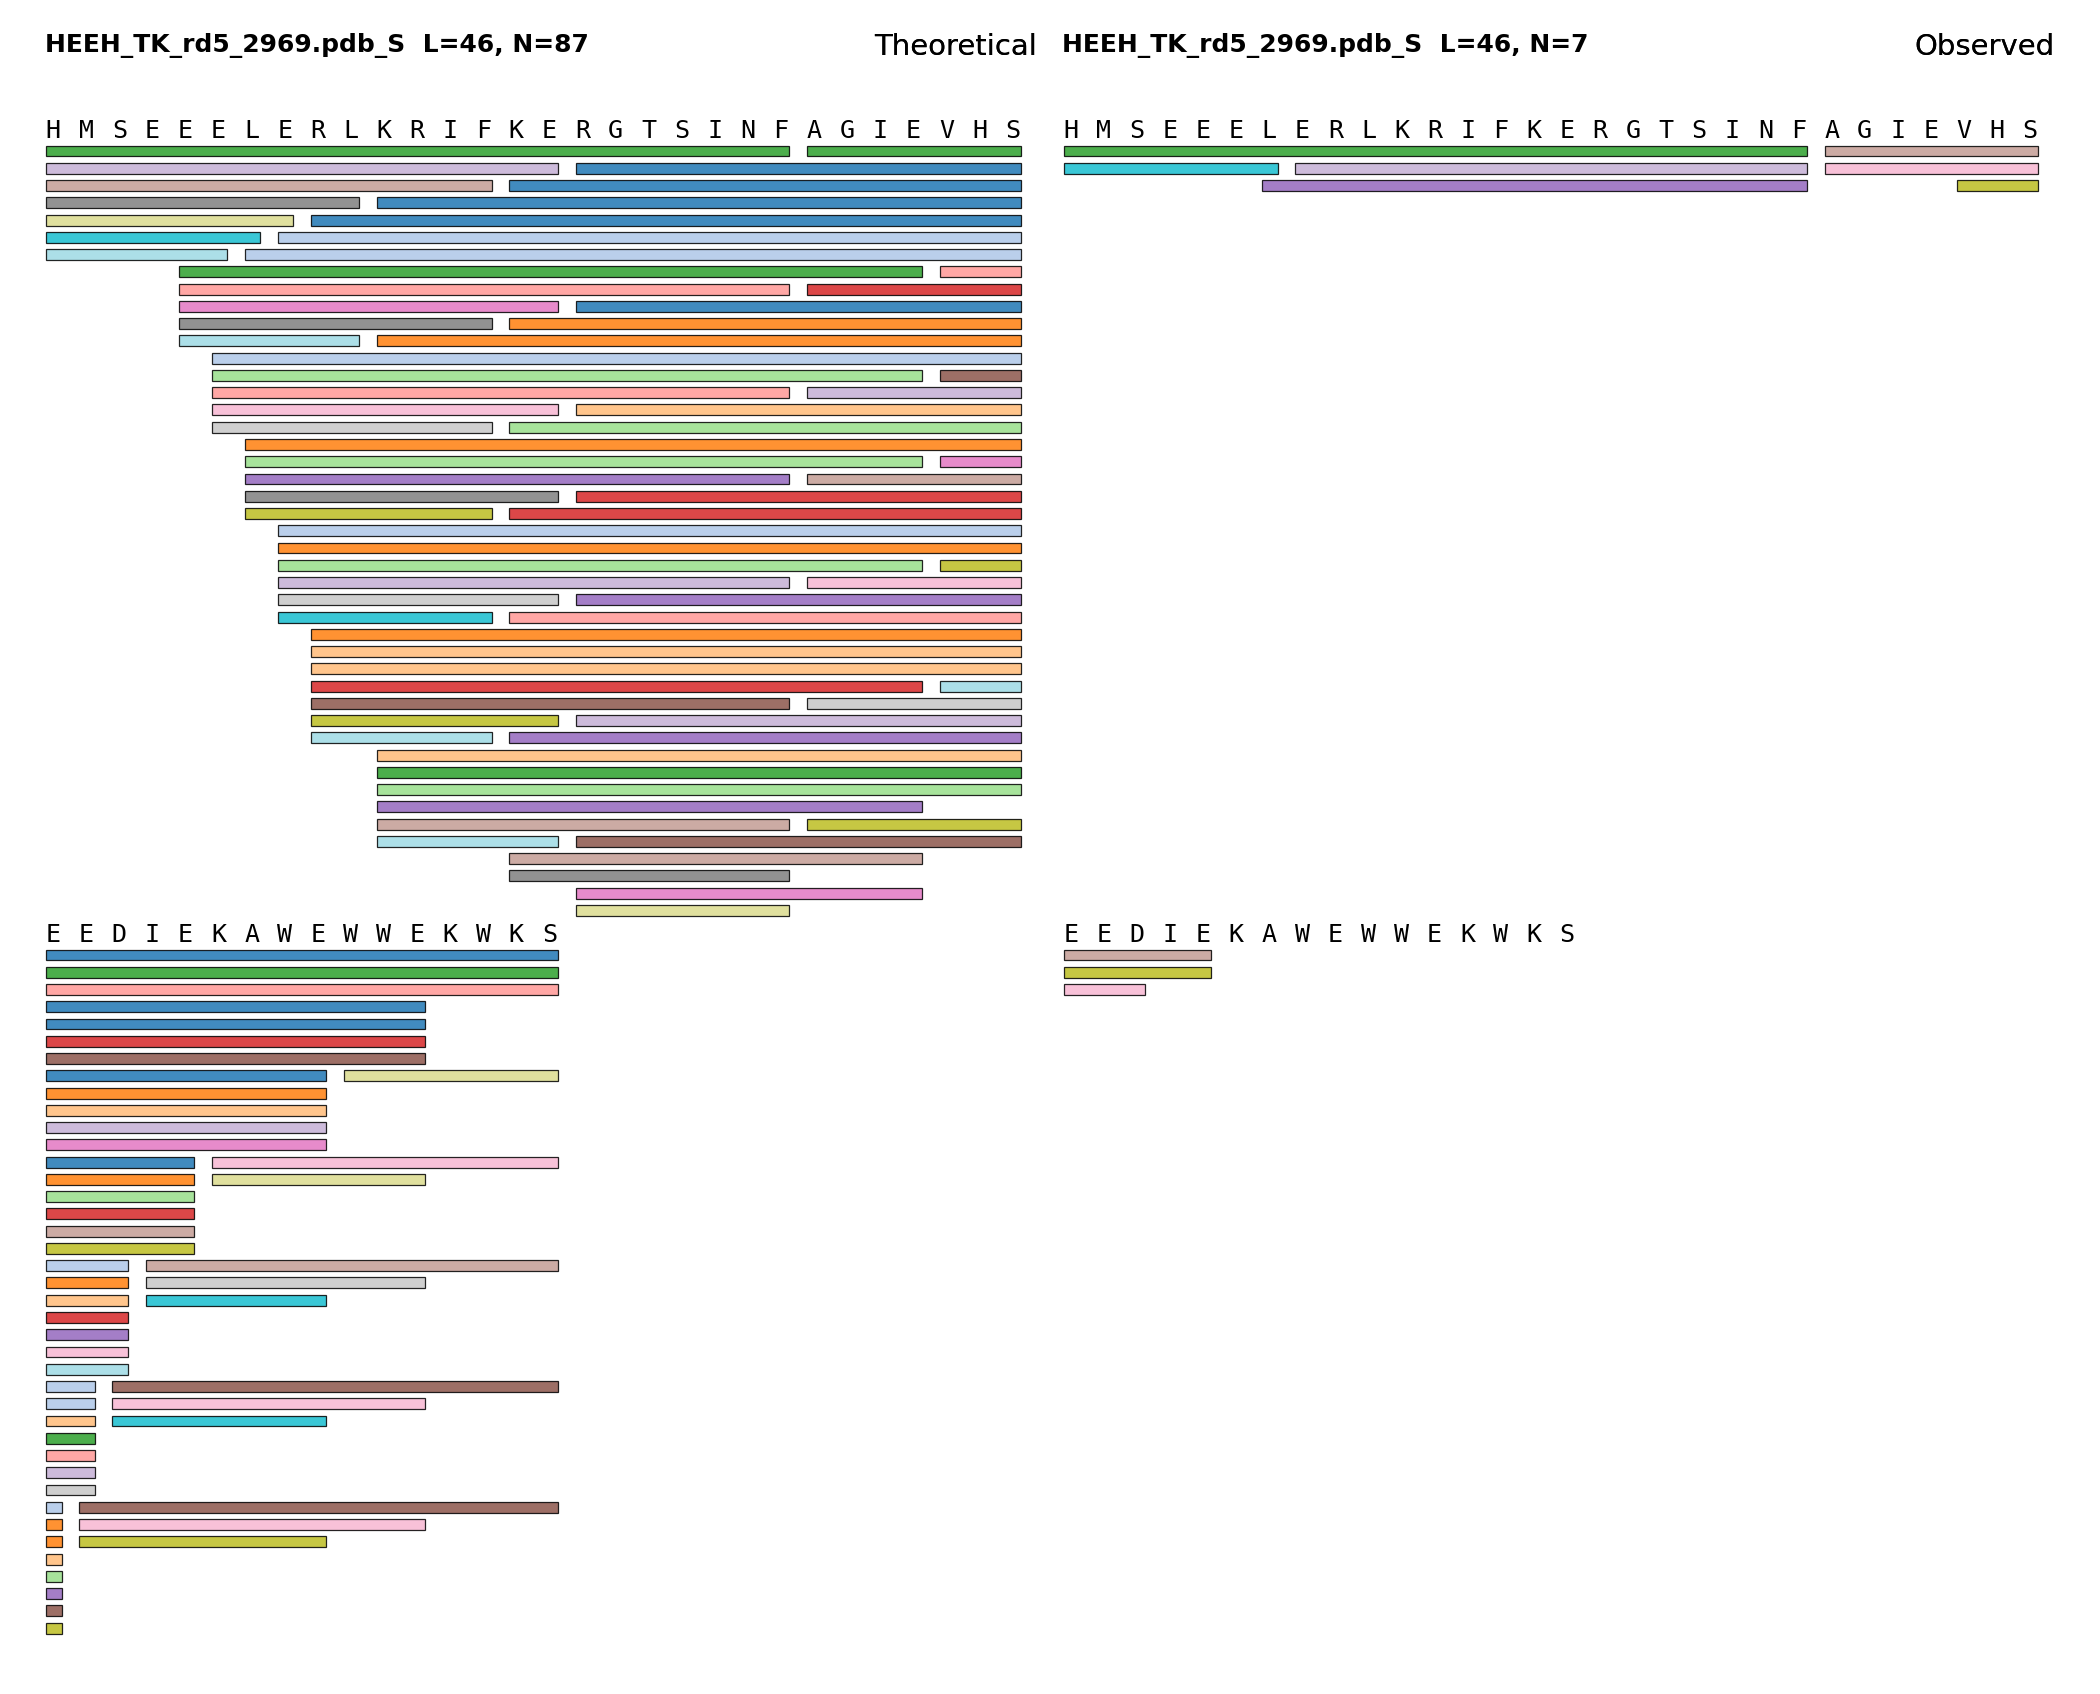 HEEH_TK_rd5_2969.pdb_S L=46, N=87
Theoretical
H M S E E E L E R L K R I F K E R G T S I N F A G I E V H S
E E D I E K A W E W W E K W K S
HEEH_TK_rd5_2969.pdb_S L=46, N=7
Observed
H M S E E E L E R L K R I F K E R G T S I N F A G I E V H S
E E D I E K A W E W W E K W K S